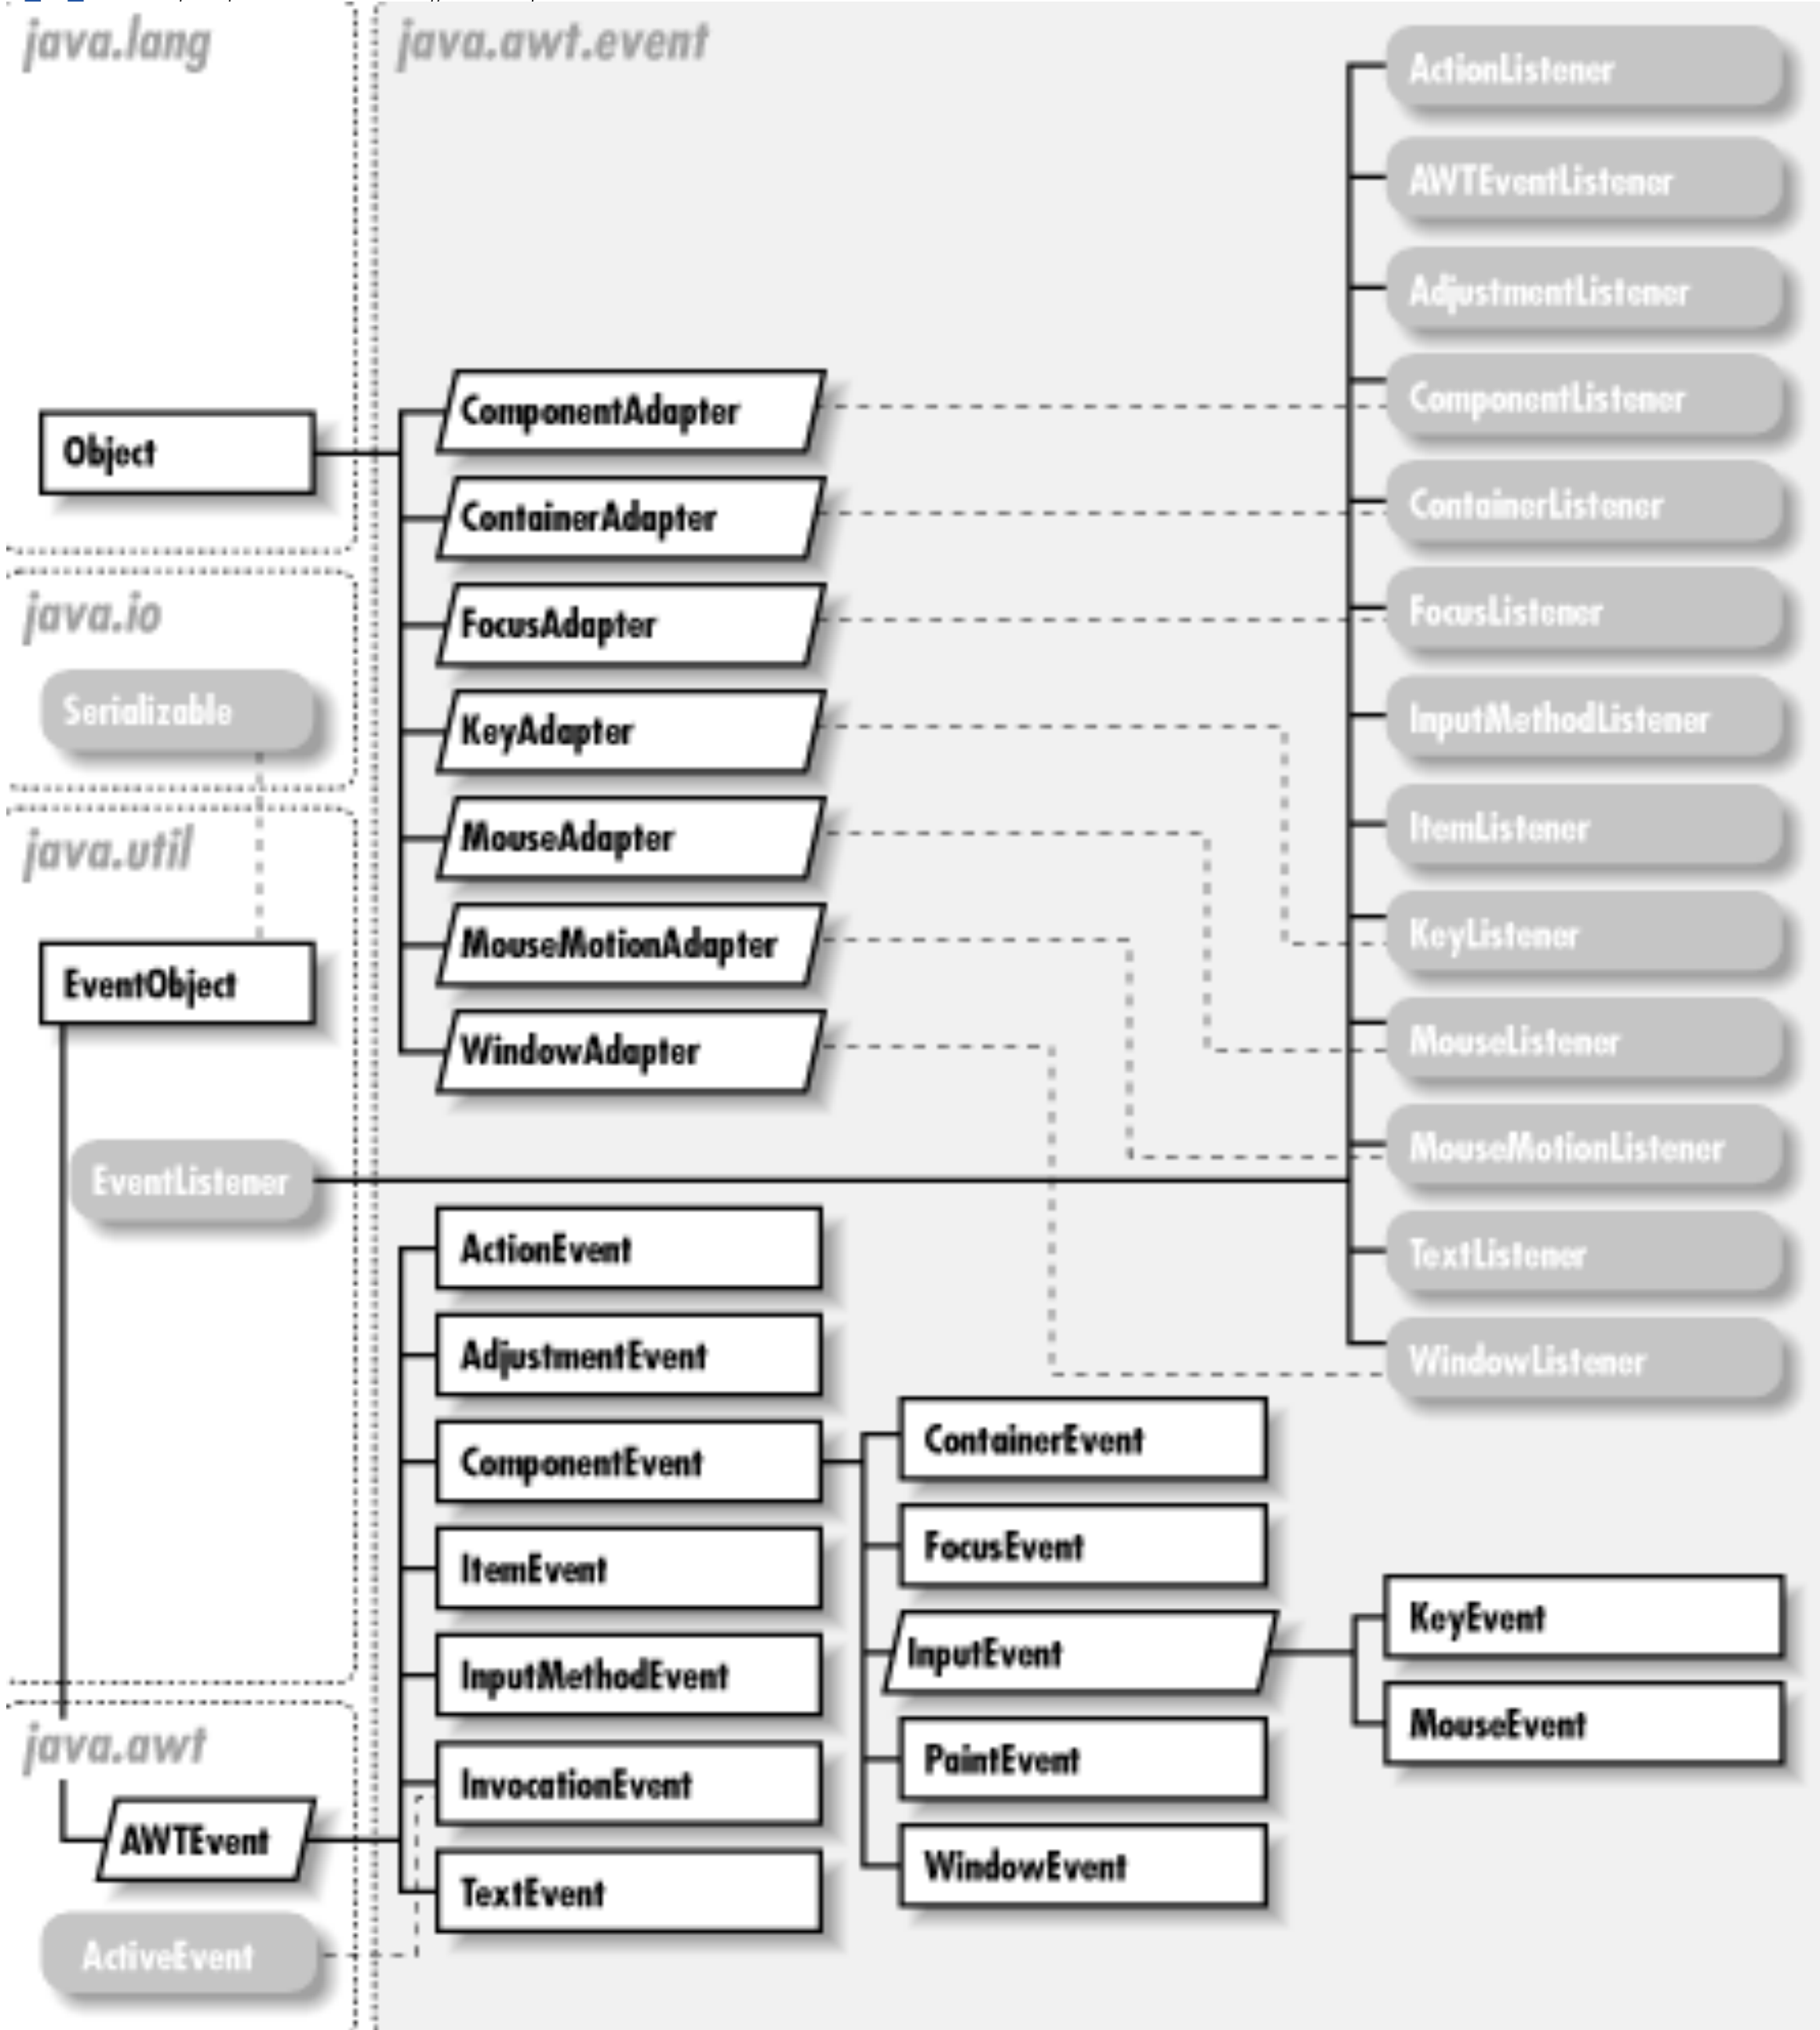 java.lang
java.awt.event
ActionListener
AWTEventListener
AdjustmentListener
ComponentListener
ContainerListener
FocusListener
InputMethodListener
ItemListener
KeyListener
MouseListener
MouseMotionListener
TextListener
WindowListener
Object
ComponentAdapter
ContainerAdapter
FocusAdapter
KeyAdapter
MouseAdapter
MouseMotionAdapter
WindowAdapter
java.io
Serializable
java.util
EventObject
EventListener
ActionEvent
AdjustmentEvent
ComponentEvent
ItemEvent
InputMethodEvent
InvocationEvent
TextEvent
ContainerEvent
FocusEvent
InputEvent
PaintEvent
WindowEvent
KeyEvent
MouseEvent
java.awt
AWTEvent
ActiveEvent